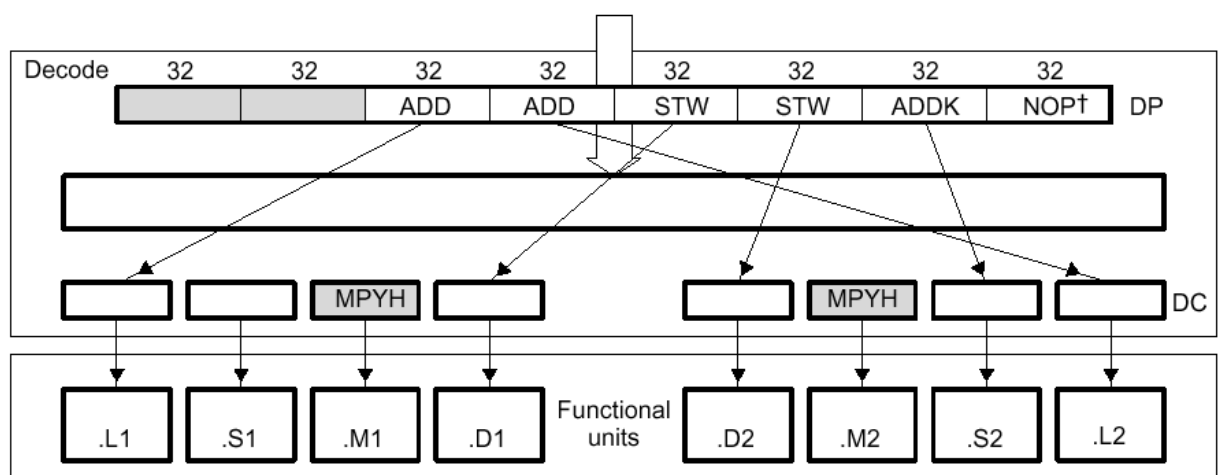 Decode 32 32 32 32 32 32 32 32
ADD ADD STW STW ADDK NOP† DP
MPYH MPYH DC
.L1 .S1 .M1 .D1 Functional units .D2 .M2 .S2 .L2